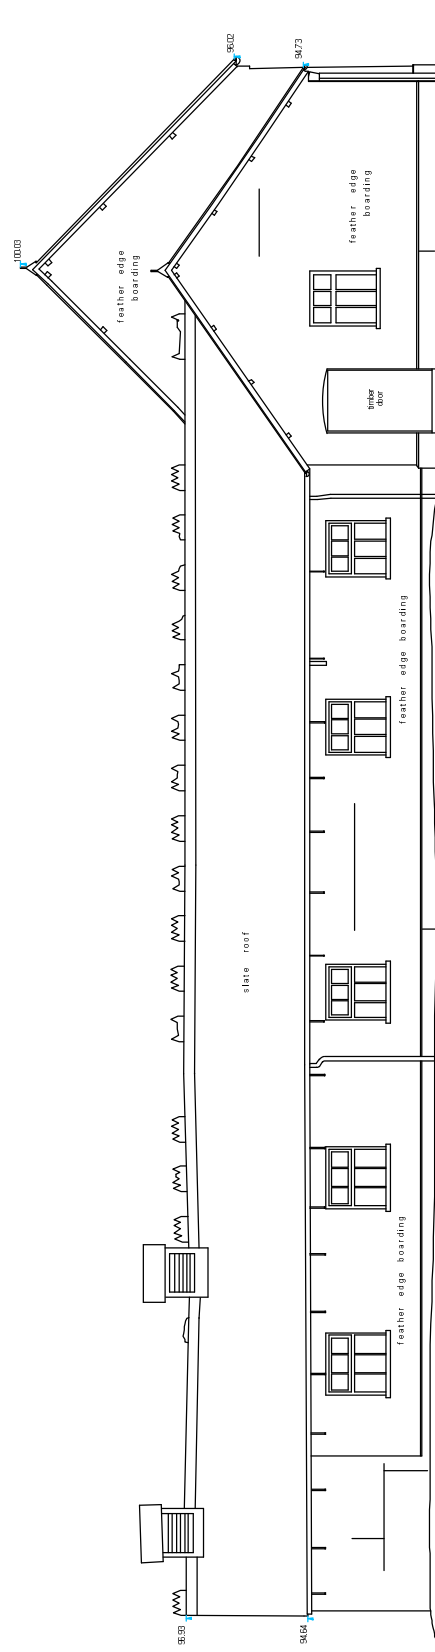 100.03
feather edge
boarding
96.93
96.02
slate roof
94.73
94.64
feather edge
boarding
timber
door
feather edge boarding
feather edge boarding